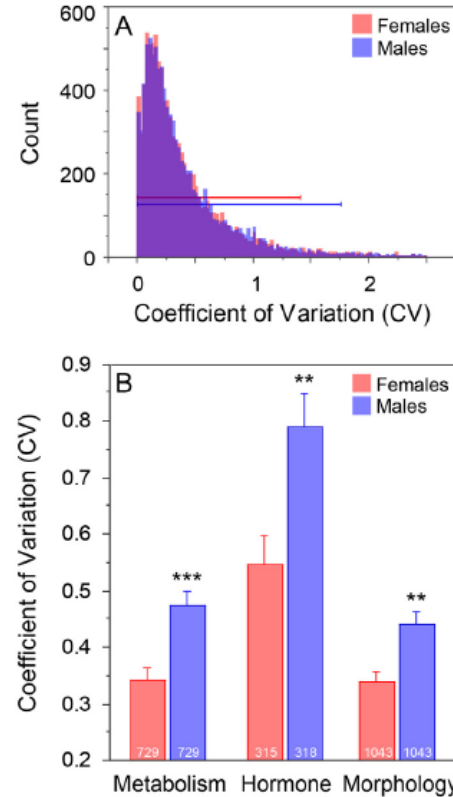 A
Females
Males
600
400
200
0
Count
0
1
2
Coefficient of Variation (CV)
B
Females
Males
0.9
0.8
0.7
0.6
0.5
0.4
0.3
0.2
Coefficient of Variation (CV)
***
**
**
729 729 315 318 1043 1043
Metabolism Hormone Morphology